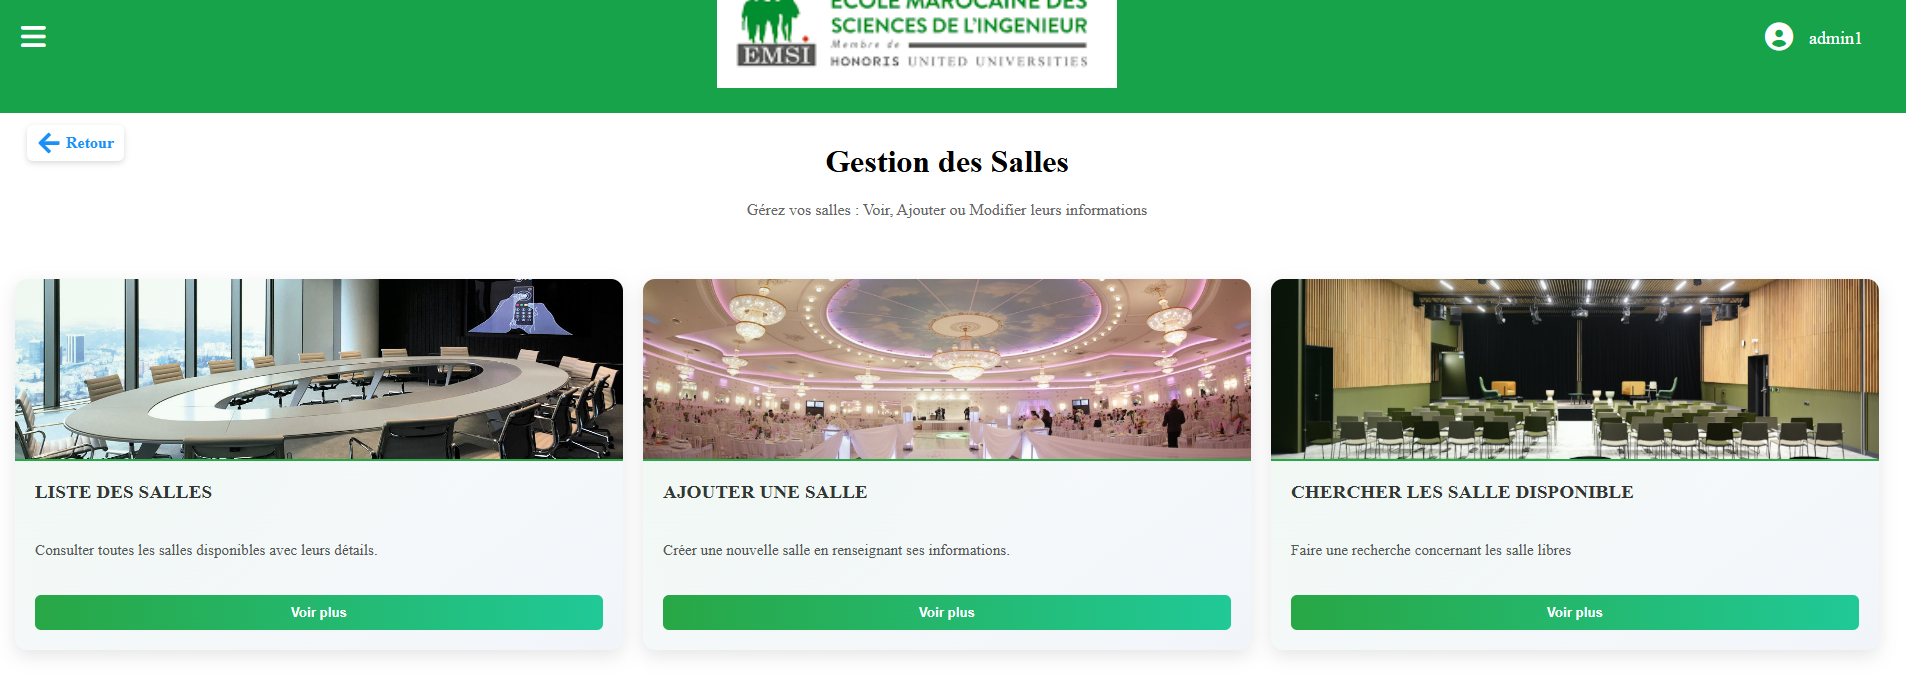 ECOLE MAROCAINE DES
SCIENCES DE L'INGENIEUR
Membre de
EMSI
HONORIS UNITED UNIVERSITIES
admin1
Retour
Gestion des Salles
Gérez vos salles : Voir, Ajouter ou Modifier leurs informations
LISTE DES SALLES
Consulter toutes les salles disponibles avec leurs détails.
Voir plus
AJOUTER UNE SALLE
Créer une nouvelle salle en renseignant ses informations.
Voir plus
CHERCHER LES SALLE DISPONIBLE
Faire une recherche concernant les salle libres
Voir plus